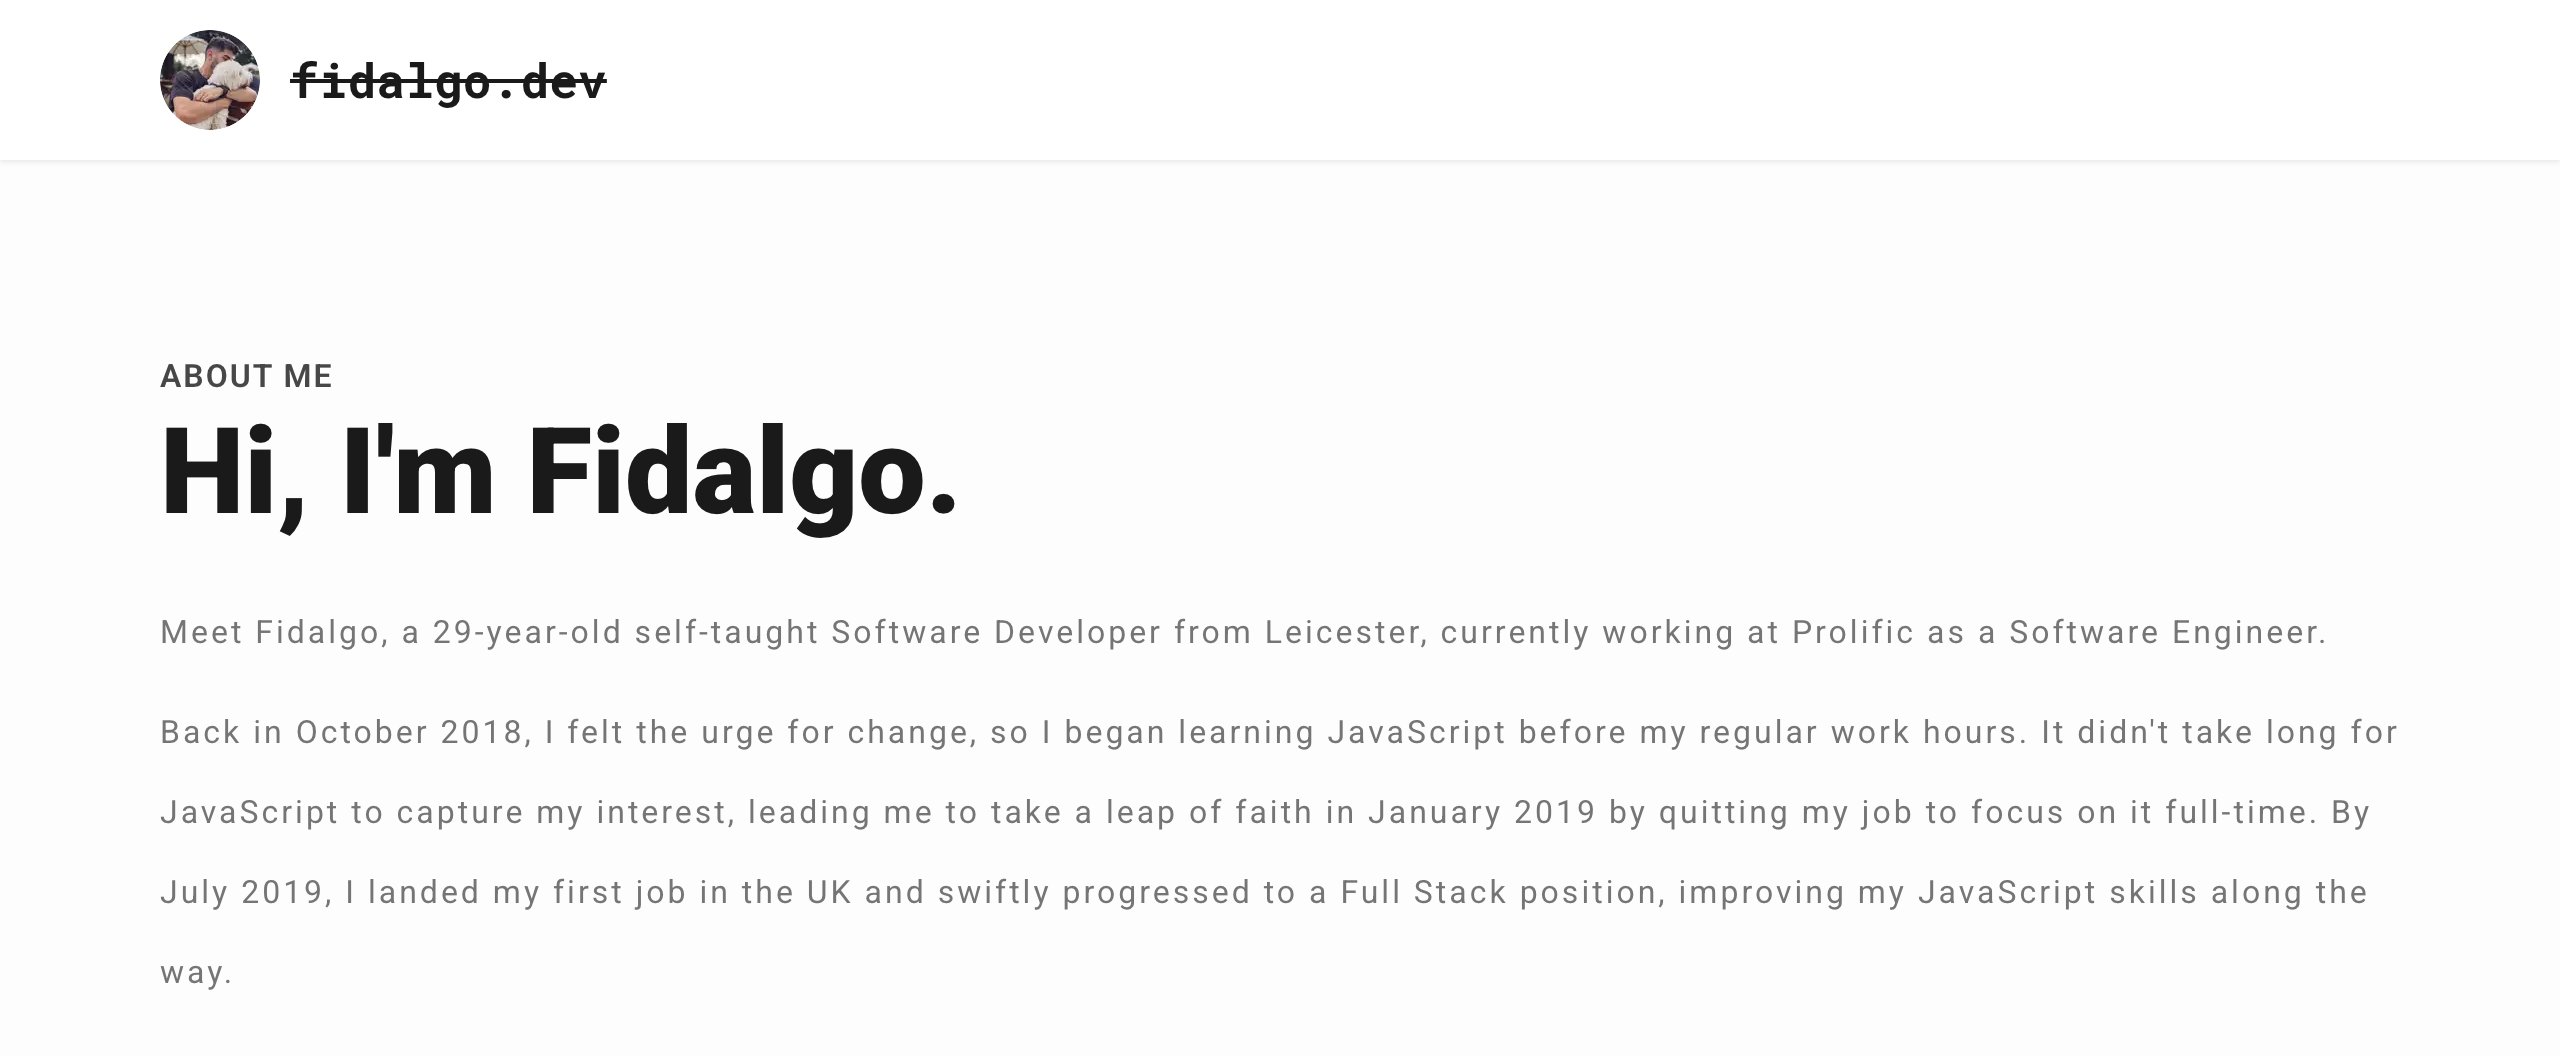 fidalgo.dev
ABOUT ME
Hi, I'm Fidalgo.
Meet Fidalgo, a 29-year-old self-taught Software Developer from Leicester, currently working at Prolific as a Software Engineer.
Back in October 2018, I felt the urge for change, so I began learning JavaScript before my regular work hours. It didn't take long for
JavaScript to capture my interest, leading me to take a leap of faith in January 2019 by quitting my job to focus on it full-time. By
July 2019, I landed my first job in the UK and swiftly progressed to a Full Stack position, improving my JavaScript skills along the
way.